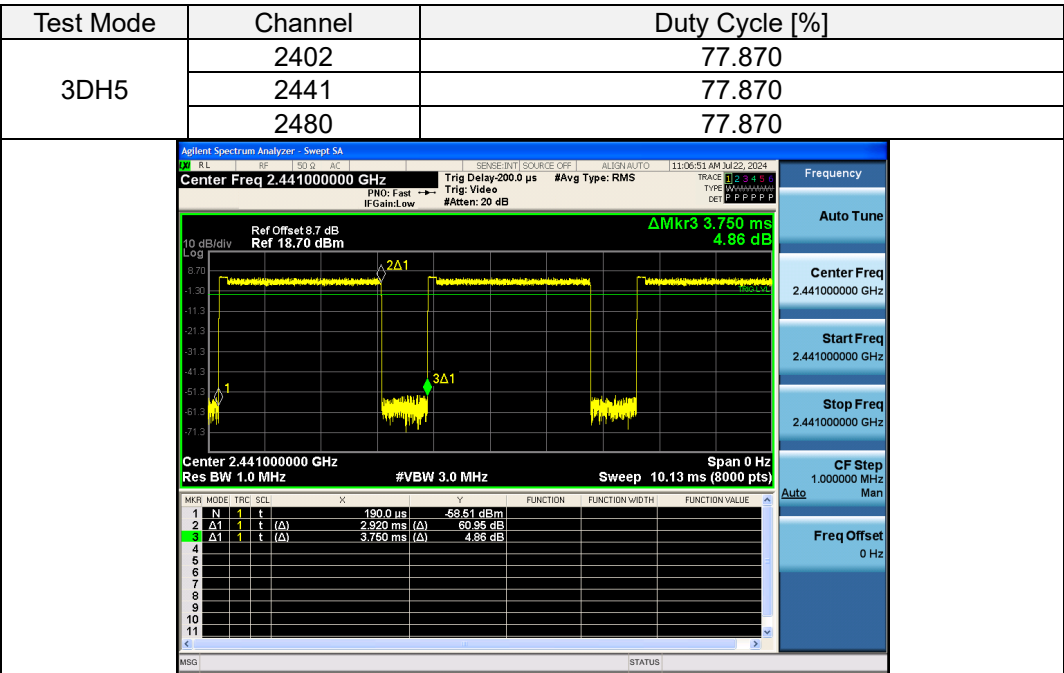 Test Mode Channel Duty Cycle [%]
3DH5
2402 77.870
2441 77.870
2480 77.870
Agilent Spectrum Analyzer - Swept SA
LXI RL RF 50 Ω AC SENSE:INT SOURCE OFF ALIGN AUTO 11:06:51 AM Jul 22, 2024
Center Freq 2.441000000 GHz
PNO: Fast
IFGain:Low
Trig Delay-200.0 µs
Trig: Video
#Atten: 20 dB
#Avg Type: RMS
TRACE 1 2 3 4 5 6
TYPE W
DET P P P P P P
ΔMkr3 3.750 ms
4.86 dB
Ref Offset 8.7 dB
10 dB/div Ref 18.70 dBm
Log
8.70
-1.30
-11.3
-21.3
-31.3
-41.3
-51.3
-61.3
-71.3
2Δ1
TRIG LVL
3Δ1
1
Center 2.441000000 GHz Span 0 Hz
Res BW 1.0 MHz #VBW 3.0 MHz Sweep 10.13 ms (8000 pts)
MKR MODE TRC SCL X Y FUNCTION FUNCTION WIDTH FUNCTION VALUE
1 N 1 t 190.0 µs -58.51 dBm
2 Δ1 1 t (Δ) 2.920 ms (Δ) 60.95 dB
3 Δ1 1 t (Δ) 3.750 ms (Δ) 4.86 dB
4
5
6
7
8
9
10
11
MSG STATUS
Frequency
Auto Tune
Center Freq
2.441000000 GHz
Start Freq
2.441000000 GHz
Stop Freq
2.441000000 GHz
CF Step
1.000000 MHz
Auto Man
Freq Offset
0 Hz